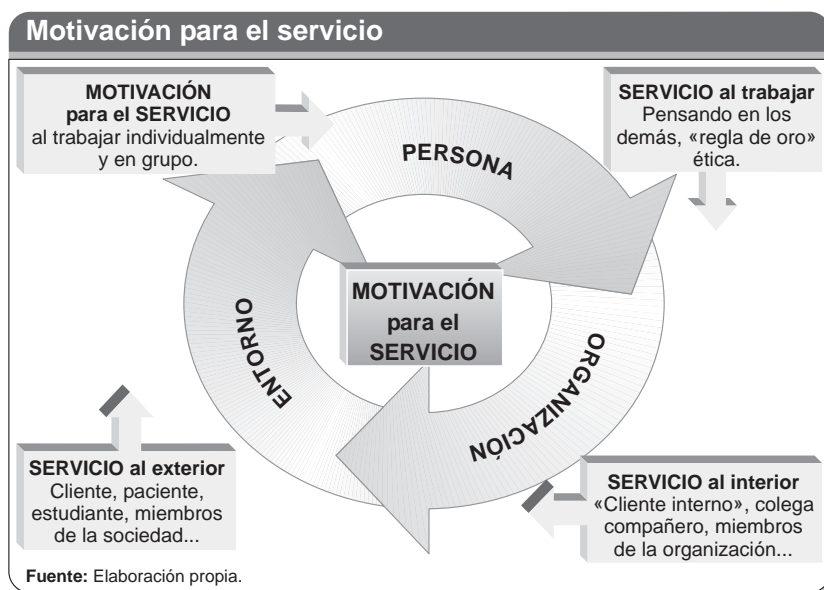 Motivación para el servicio
MOTIVACIÓN
para el SERVICIO
al trabajar individualmente
y en grupo.
SERVICIO al trabajar
Pensando en los
demás, «regla de oro»
ética.
PERSONA
MOTIVACIÓN
para el
SERVICIO
ENTORNO
ORGANIZACIÓN
SERVICIO al exterior
Cliente, paciente,
estudiante, miembros
de la sociedad...
SERVICIO al interior
«Cliente interno», colega
compañero, miembros
de la organización...
Fuente: Elaboración propia.